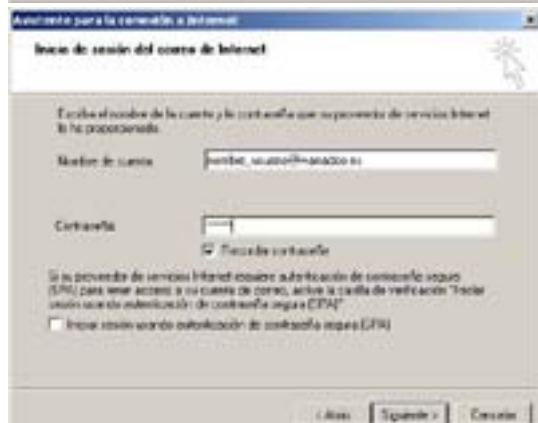 Asistente para la conexión a Internet
Inicio de sesión del correo de Internet
Escriba el nombre de la cuenta y la contraseña que su proveedor de servicios Internet
le ha proporcionado.
Nombre de cuenta: nombre_usuario@wanadoo.es
Contraseña:
Recordar contraseña
Si su proveedor de servicios Internet requiere autenticación de contraseña segura
(SPA) para tener acceso a su cuenta de correo, active la casilla de verificación "Iniciar
sesión usando autenticación de contraseña segura (SPA)"
Iniciar sesión usando autenticación de contraseña segura (SPA)
< Atrás Siguiente > Cancelar